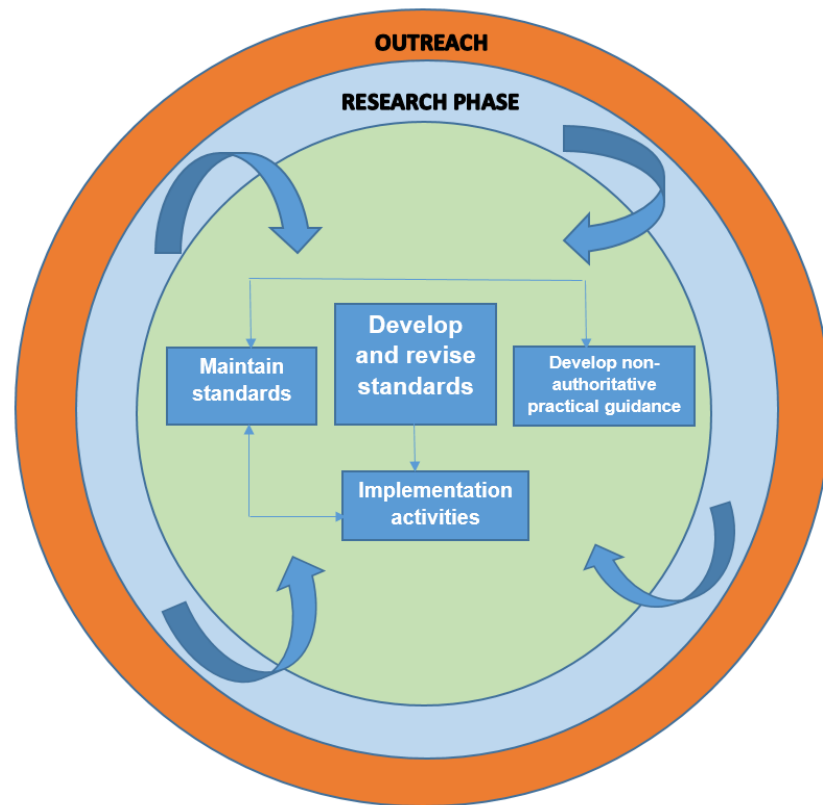 OUTREACH
RESEARCH PHASE
Maintain
standards
Develop
and revise
standards
Develop non-
authoritative
practical guidance
Implementation
activities